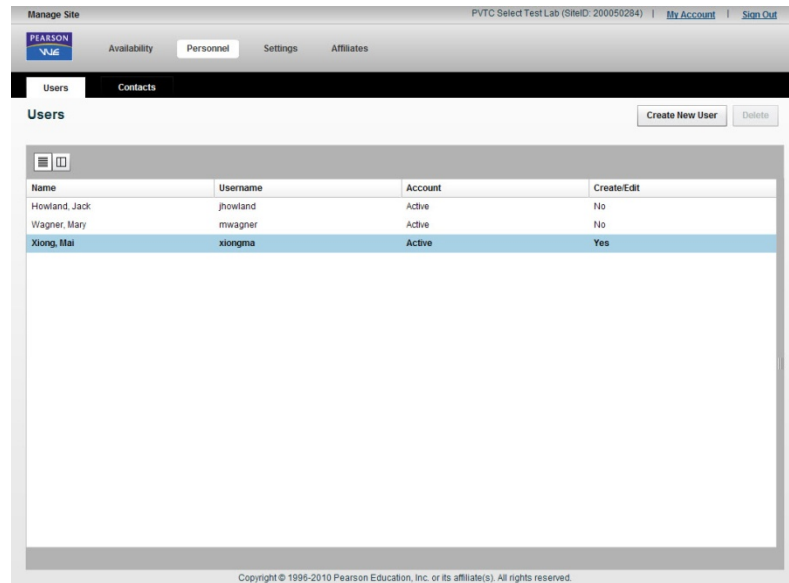 Manage Site PVTC Select Test Lab (SiteID: 200050284) | My Account | Sign Out
PEARSON
VUE
Availability Personnel Settings Affiliates
Users Contacts
Users Create New User Delete
Name Username Account Create/Edit
Howland, Jack jhowland Active No
Wagner, Mary mwagner Active No
Xiong, Mai xiongma Active Yes
Copyright © 1996-2010 Pearson Education, Inc. or its affiliate(s). All rights reserved.